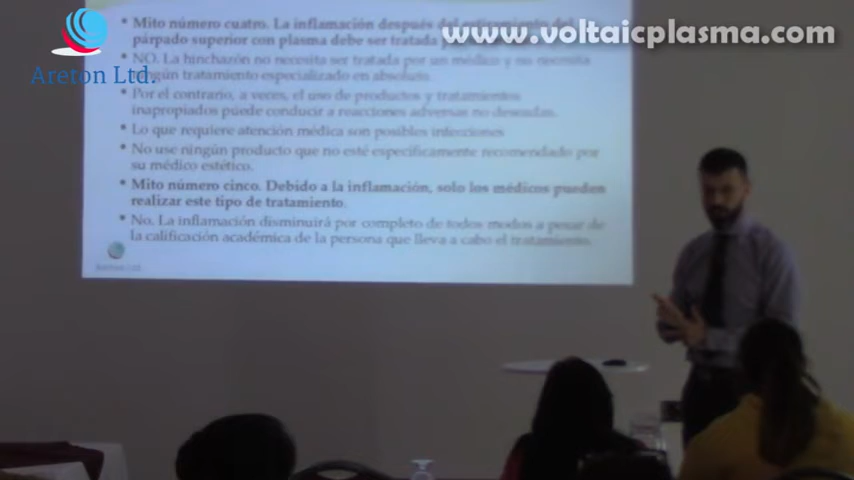 www.voltaicplasma.com
Areton Ltd.
• Mito número cuatro. La inflamación después del estiramiento del
párpado superior con plasma debe ser tratada
• NO. La hinchazón no necesita ser tratada por un médico y no necesita
ningún tratamiento especializado en absoluto.
• Por el contrario, a veces, el uso de productos y tratamientos
inapropiados puede conducir a reacciones adversas no deseadas.
• Lo que requiere atención médica son posibles infecciones
• No use ningún producto que no esté específicamente recomendado por
su médico estético.
• Mito número cinco. Debido a la inflamación, solo los médicos pueden
realizar este tipo de tratamiento.
• No. La inflamación disminuirá por completo de todos modos a pesar de
la calificación académica de la persona que lleva a cabo el tratamiento.
Areton Ltd